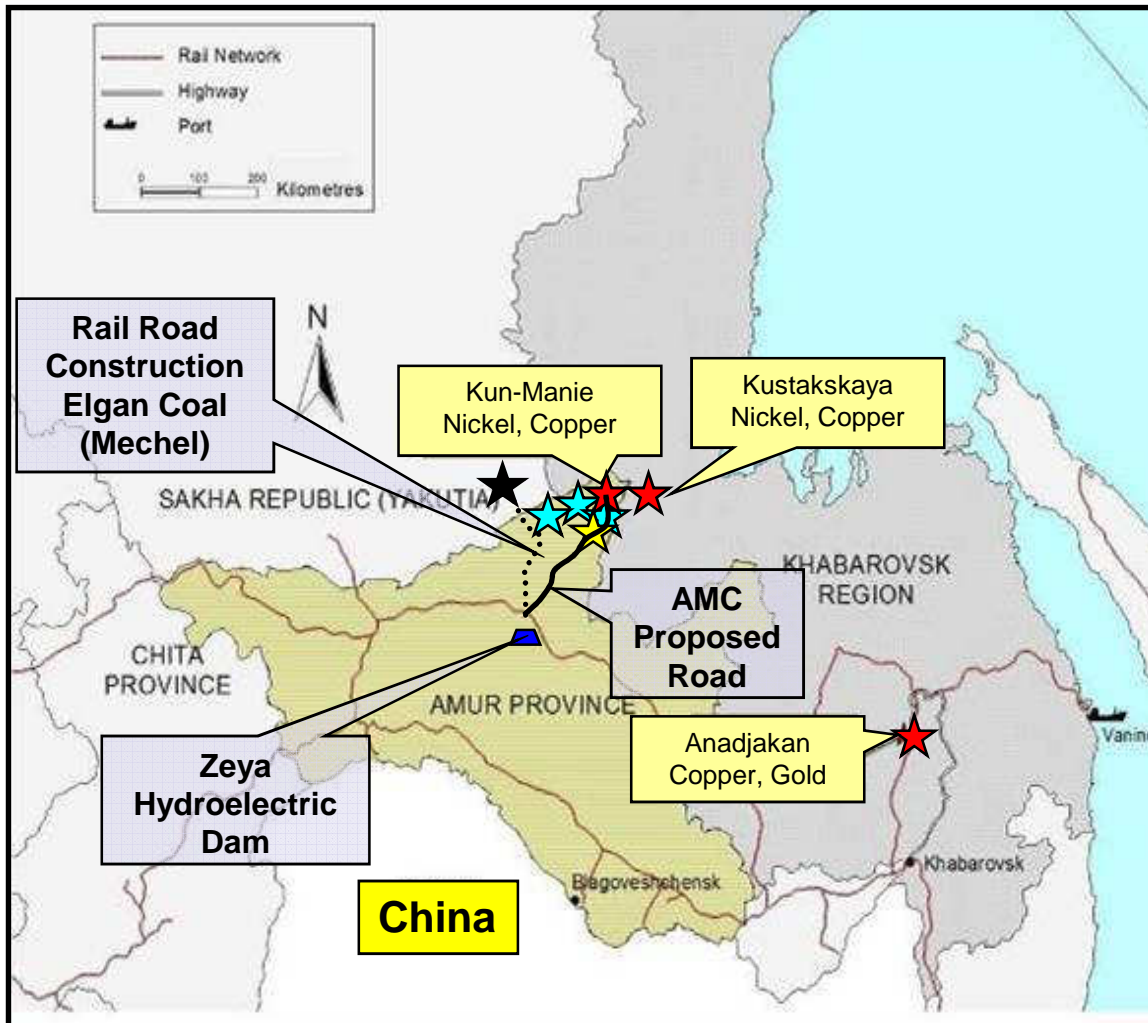 Rail Network
Highway
Port
0 100 200
Kilometres
N
Rail Road
Construction
Elgan Coal
(Mechel)
Kun-Manie
Nickel, Copper
Kustakskaya
Nickel, Copper
SAKHA REPUBLIC (YAKUTIA)
KHABAROVSK
REGION
AMC
Proposed
Road
CHITA
PROVINCE
AMUR PROVINCE
Zeya
Hydroelectric
Dam
Anadjakan
Copper, Gold
Vanino
Khabarovsk
Blagoveshchensk
China